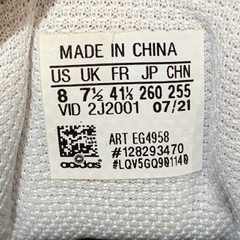 MADE IN CHINA
US UK FR JP CHN
8 7½ 41⅓ 260 255
VID 2J2001 07/21
ART EG4958
#128293470
adidas #LQV5GQ901140